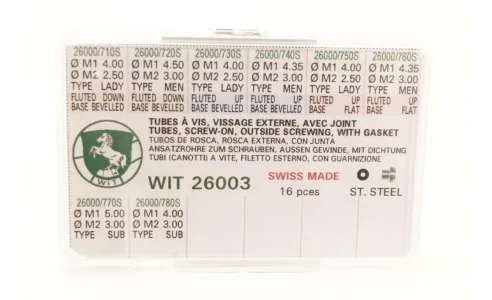 26000/710S 26000/720S 26000/730S 26000/740S 26000/750S 26000/760S
Ø M1 4.00 Ø M1 4.50 Ø M1 4.00 Ø M1 4.35 Ø M1 4.00 Ø M1 4.35
Ø M2 2.50 Ø M2 3.00 Ø M2 2.50 Ø M2 3.00 Ø M2 2.50 Ø M2 3.00
TYPE LADY TYPE MEN TYPE LADY TYPE MEN TYPE LADY TYPE MEN
FLUTED DOWN FLUTED DOWN FLUTED UP FLUTED UP FLUTED UP FLUTED UP
BASE BEVELLED BASE BEVELLED BASE BEVELLED BASE BEVELLED BASE FLAT BASE FLAT
TUBES À VIS, VISSAGE EXTERNE, AVEC JOINT
TUBES, SCREW-ON, OUTSIDE SCREWING, WITH GASKET
TUBOS DE ROSCA, ROSCA EXTERNA, CON JUNTA
ANSATZROHRE ZUM SCHRAUBEN, AUSSEN GEWINDE, MIT DICHTUNG
TUBI (CANOTTI) A VITE, FILETTO ESTERNO, CON GUARNIZIONE
WIT
WIT 26003 SWISS MADE
16 pces ST. STEEL
26000/770S 26000/780S
Ø M1 5.00 Ø M1 4.00
Ø M2 3.00 Ø M2 3.00
TYPE SUB TYPE SUB